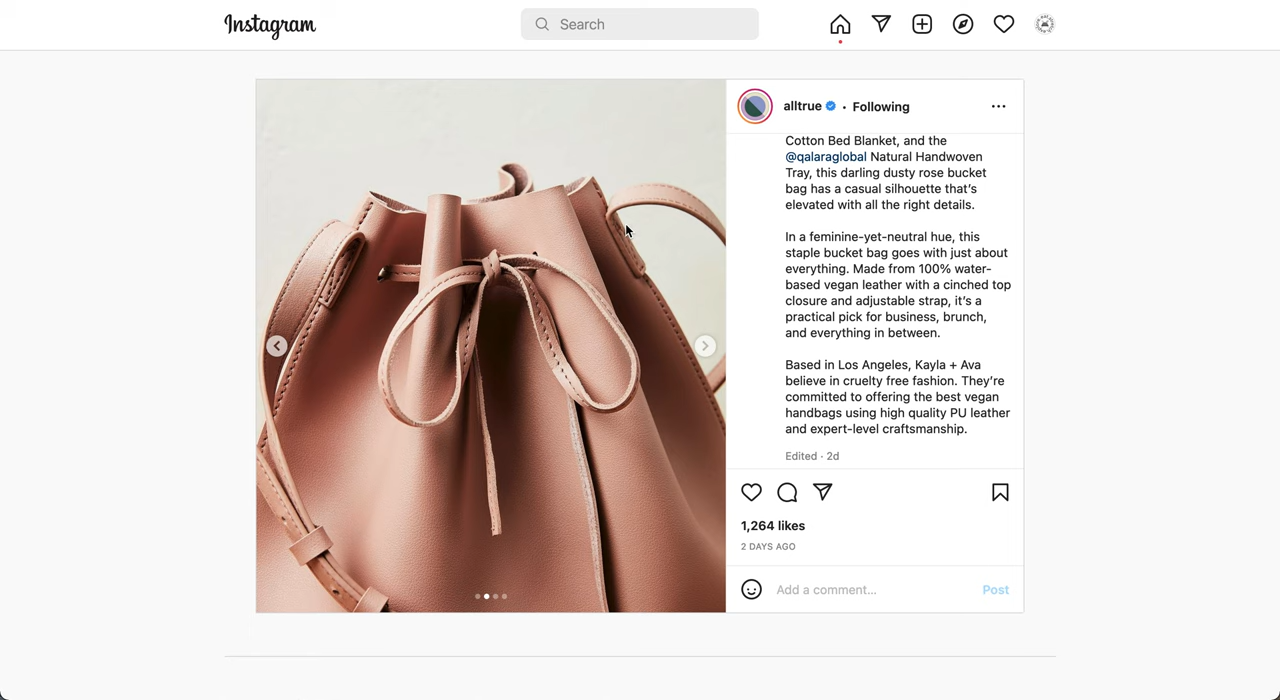 Instagram
Search
alltrue • Following
Cotton Bed Blanket, and the
@qalaraglobal Natural Handwoven
Tray, this darling dusty rose bucket
bag has a casual silhouette that's
elevated with all the right details.
In a feminine-yet-neutral hue, this
staple bucket bag goes with just about
everything. Made from 100% water-
based vegan leather with a cinched top
closure and adjustable strap, it's a
practical pick for business, brunch,
and everything in between.
Based in Los Angeles, Kayla + Ava
believe in cruelty free fashion. They're
committed to offering the best vegan
handbags using high quality PU leather
and expert-level craftsmanship.
Edited · 2d
1,264 likes
2 DAYS AGO
Add a comment...
Post